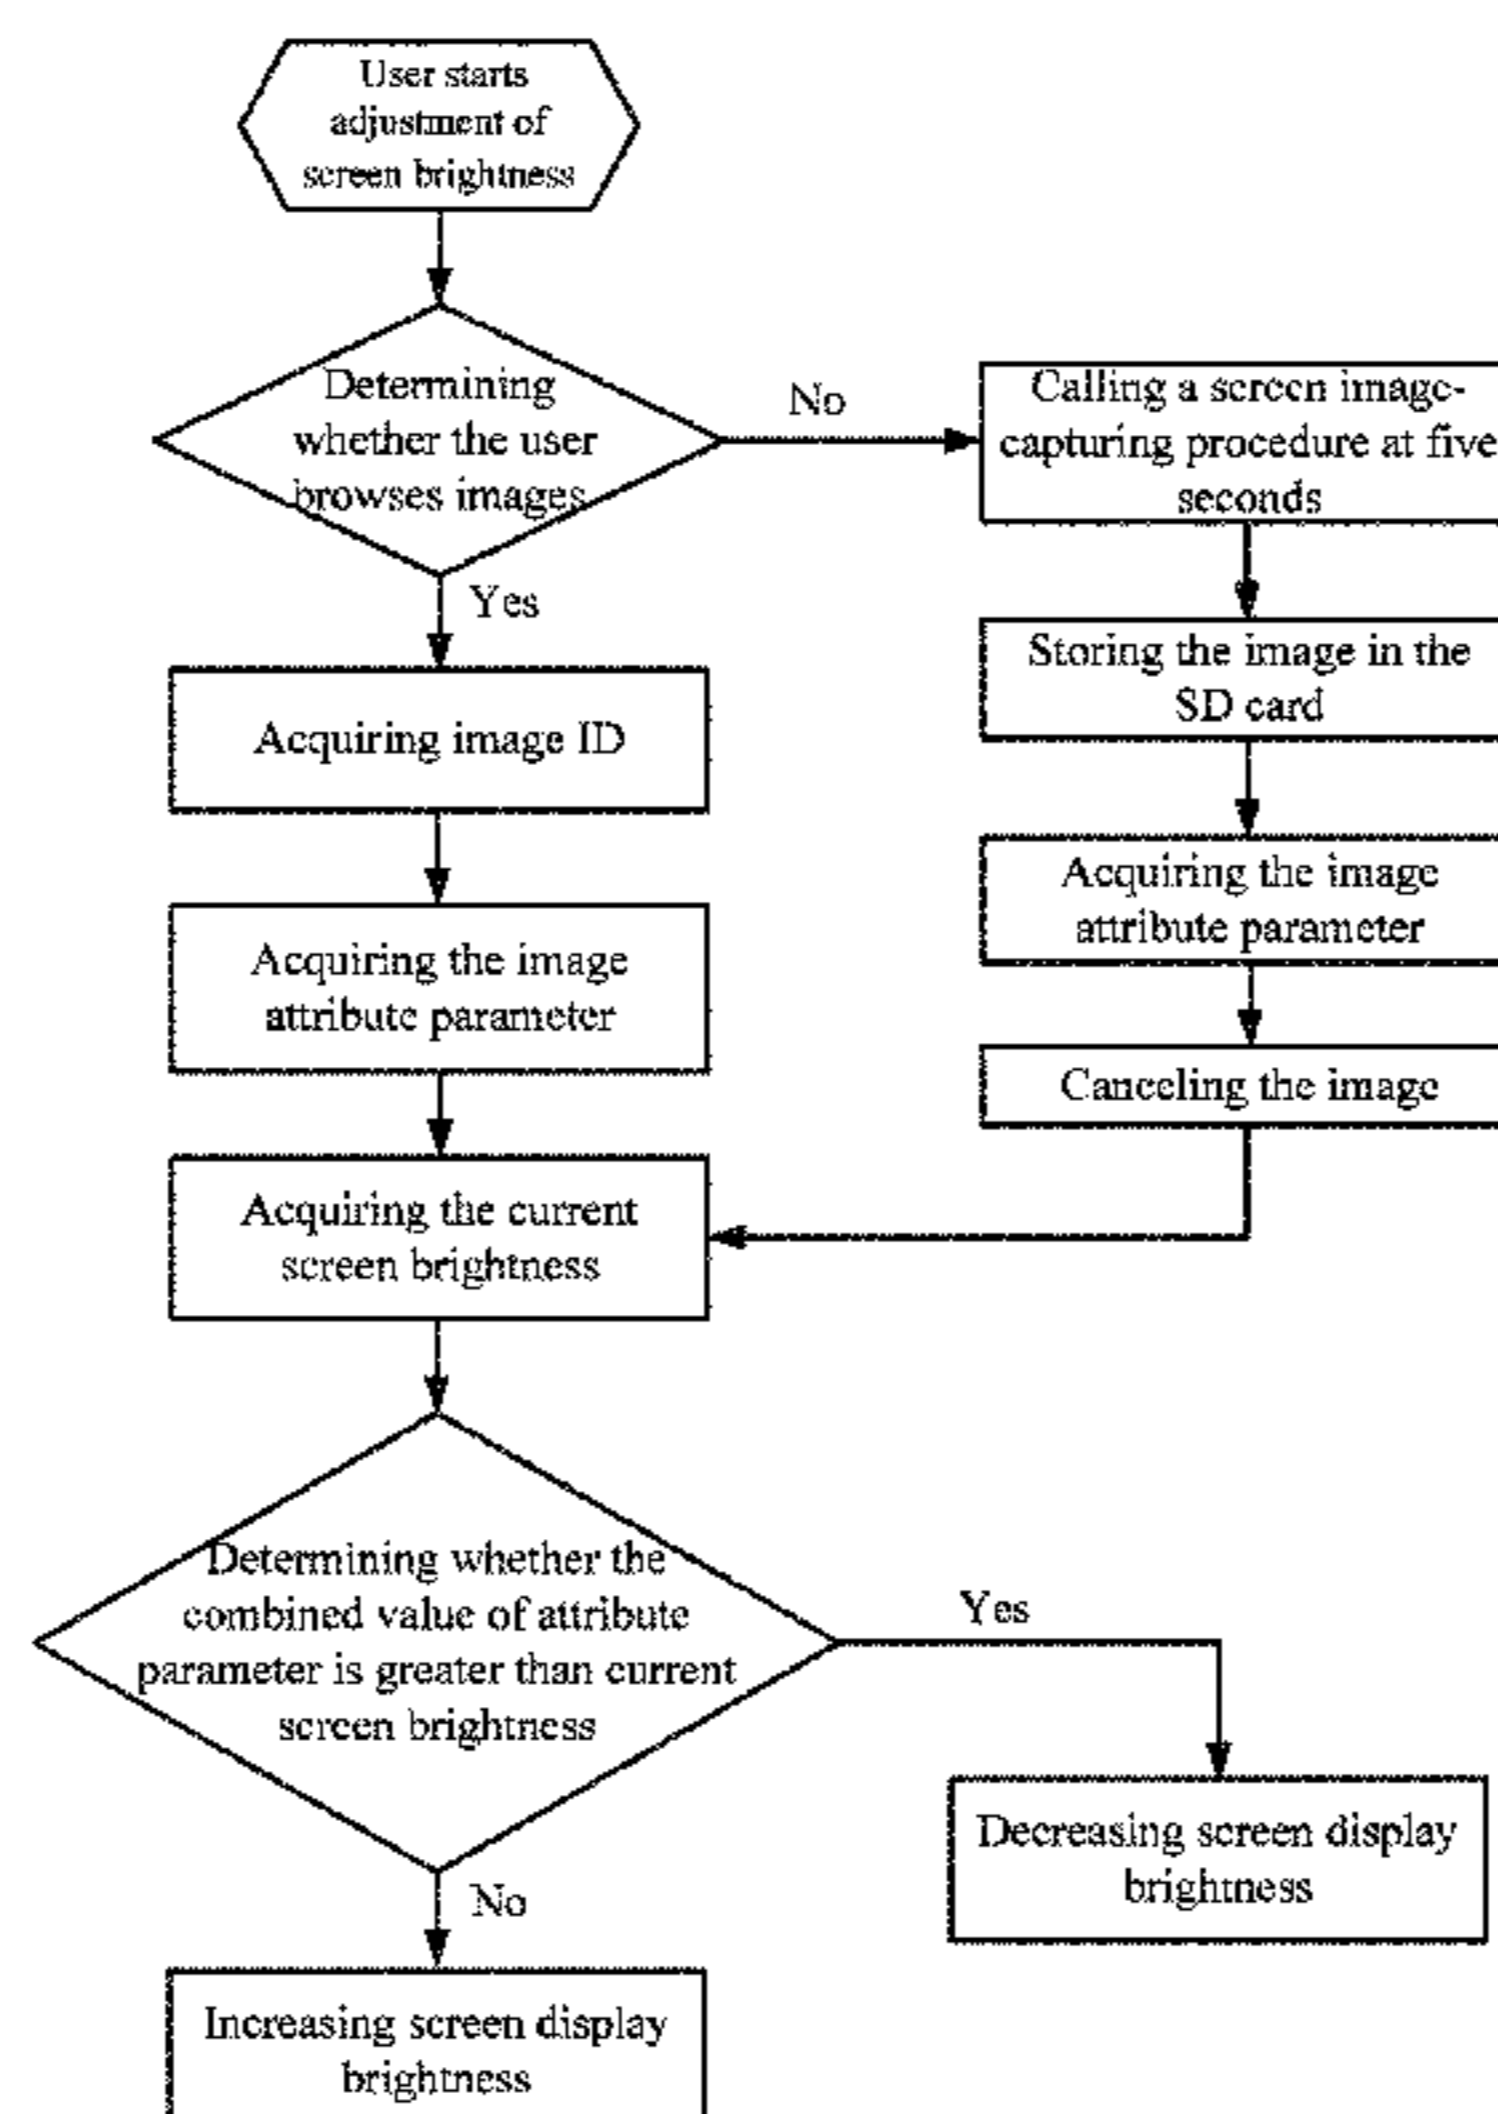 User starts
adjustment of
screen brightness
Determining
whether the user
browses images
No
Calling a screen image-
capturing procedure at five
seconds
Yes
Storing the image in the
SD card
Acquiring image ID
Acquiring the image
attribute parameter
Acquiring the image
attribute parameter
Canceling the image
Acquiring the current
screen brightness
Determining whether the
combined value of attribute
parameter is greater than current
screen brightness
Yes
Decreasing screen display
brightness
No
Increasing screen display
brightness